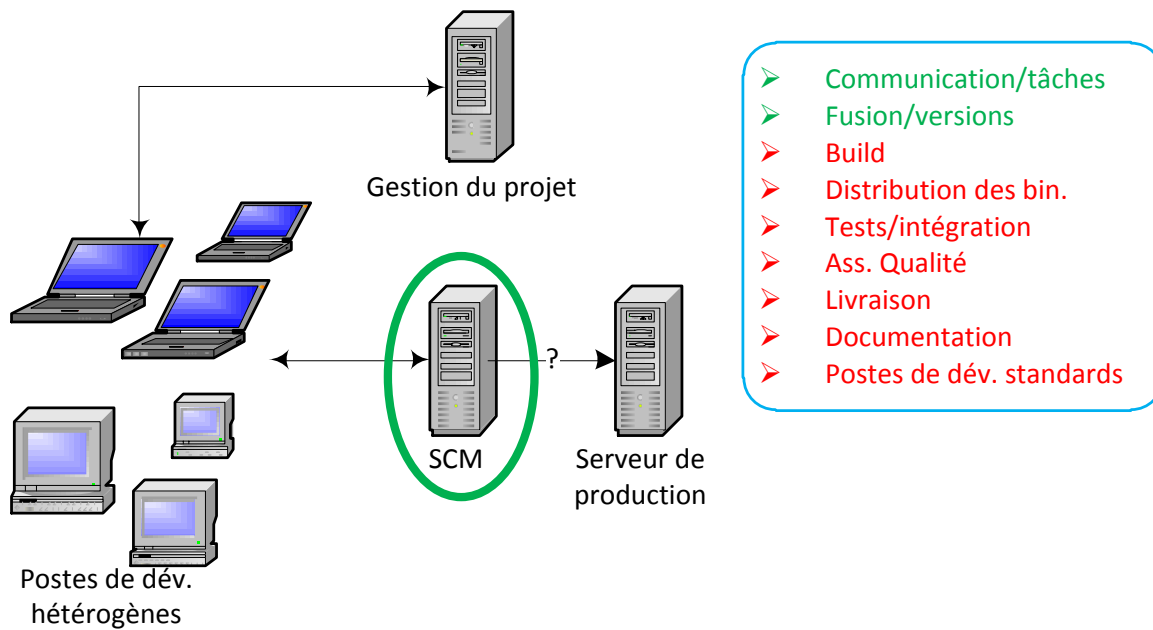 Gestion du projet
SCM
?
Serveur de
production
Postes de dév.
hétérogènes
Communication/tâches
Fusion/versions
Build
Distribution des bin.
Tests/intégration
Ass. Qualité
Livraison
Documentation
Postes de dév. standards